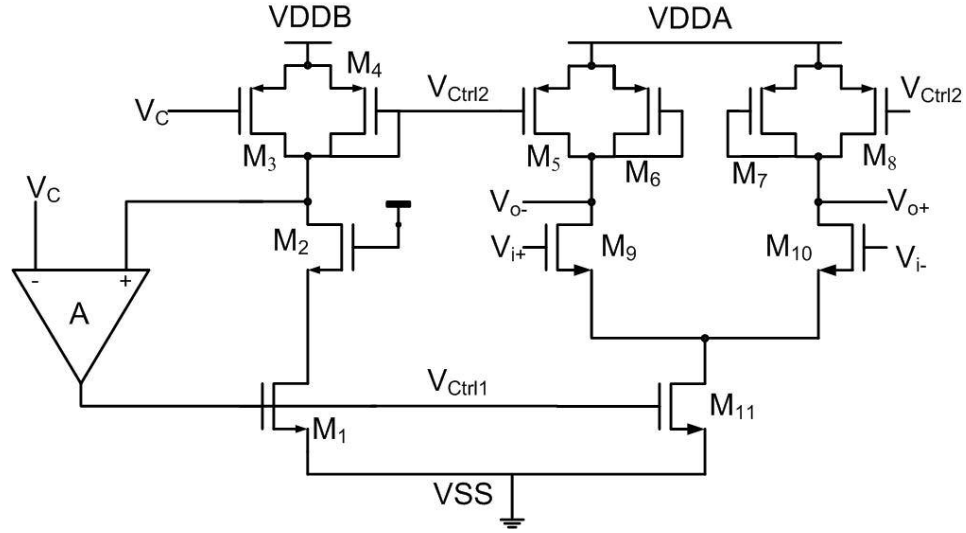 VDDB
VDDA
M4
VCtrl2
VC
VCtrl2
M3
M5
M6
M7
M8
VC
M2
Vo-
Vo+
Vi+
M9
M10
Vi-
- +
A
VCtrl1
M1
M11
VSS